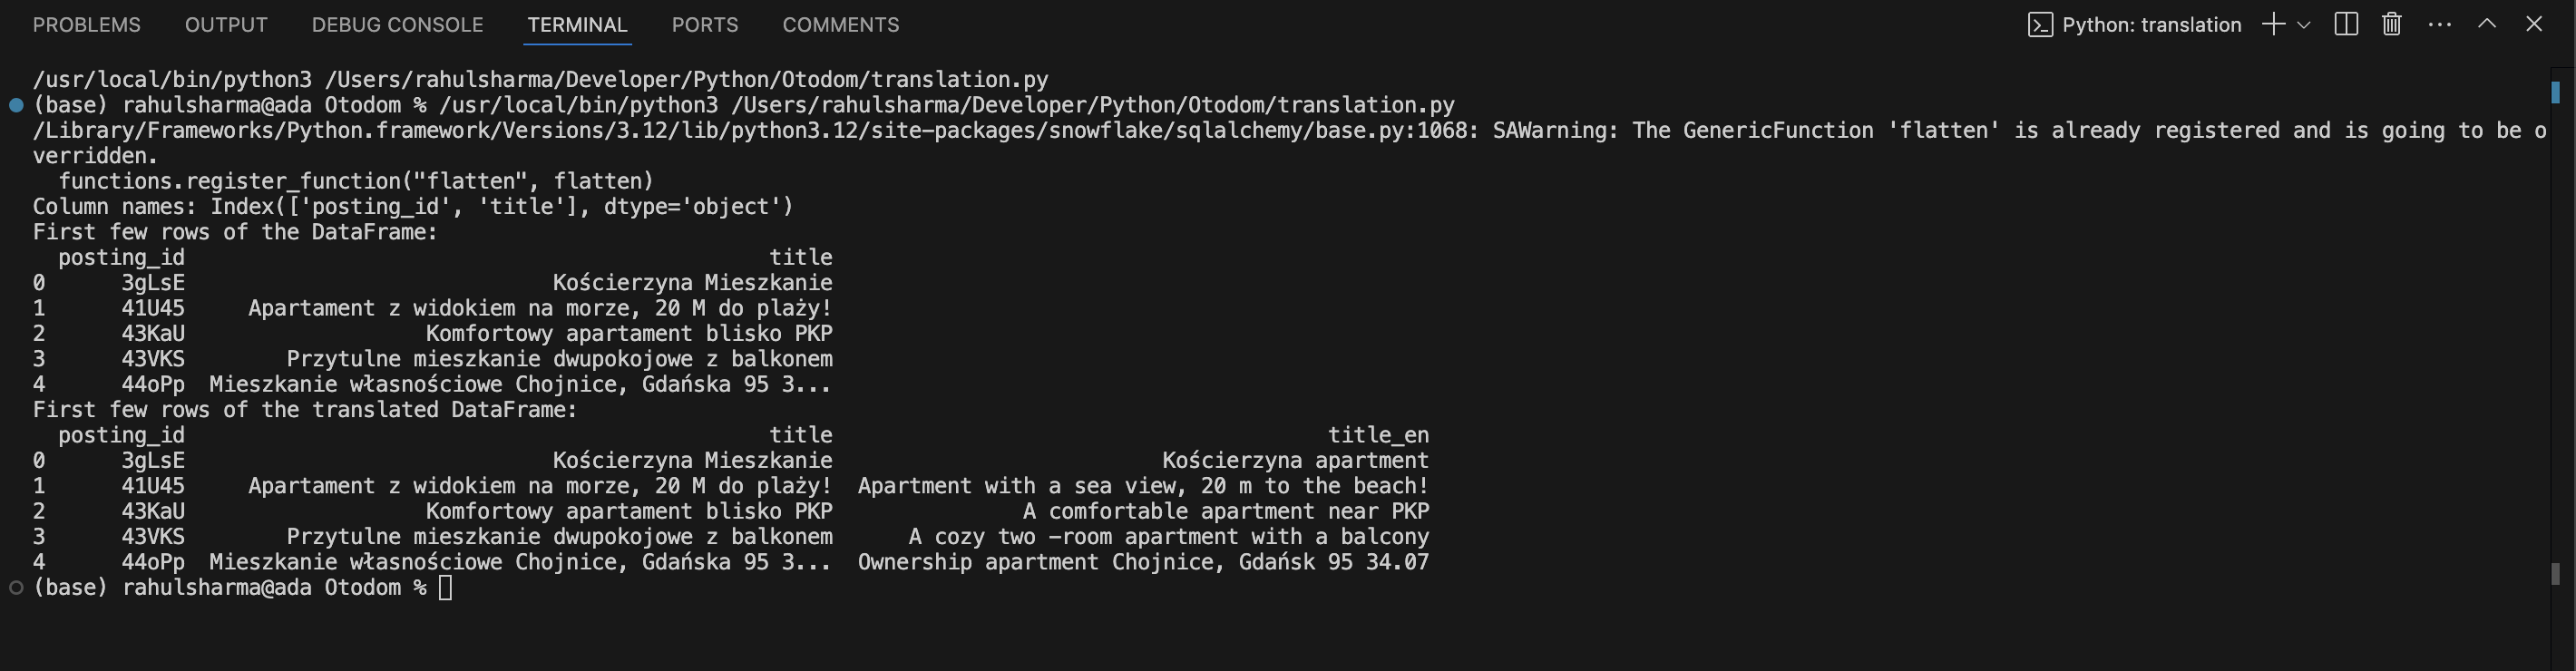 PROBLEMS OUTPUT DEBUG CONSOLE TERMINAL PORTS COMMENTS Python: translation
/usr/local/bin/python3 /Users/rahulsharma/Developer/Python/Otodom/translation.py
(base) rahulsharma@ada Otodom % /usr/local/bin/python3 /Users/rahulsharma/Developer/Python/Otodom/translation.py
/Library/Frameworks/Python.framework/Versions/3.12/lib/python3.12/site-packages/snowflake/sqlalchemy/base.py:1068: SAWarning: The GenericFunction 'flatten' is already registered and is going to be o
verridden.
  functions.register_function("flatten", flatten)
Column names: Index(['posting_id', 'title'], dtype='object')
First few rows of the DataFrame:
  posting_id                                              title
0      3gLsE                             Kościerzyna Mieszkanie
1      41U45     Apartament z widokiem na morze, 20 M do plaży!
2      43KaU                   Komfortowy apartament blisko PKP
3      43VKS        Przytulne mieszkanie dwupokojowe z balkonem
4      44oPp  Mieszkanie własnościowe Chojnice, Gdańska 95 3...
First few rows of the translated DataFrame:
  posting_id                                              title                                       title_en
0      3gLsE                             Kościerzyna Mieszkanie                          Kościerzyna apartment
1      41U45     Apartament z widokiem na morze, 20 M do plaży!  Apartment with a sea view, 20 m to the beach!
2      43KaU                   Komfortowy apartament blisko PKP               A comfortable apartment near PKP
3      43VKS        Przytulne mieszkanie dwupokojowe z balkonem      A cozy two -room apartment with a balcony
4      44oPp  Mieszkanie własnościowe Chojnice, Gdańska 95 3...  Ownership apartment Chojnice, Gdańsk 95 34.07
(base) rahulsharma@ada Otodom %